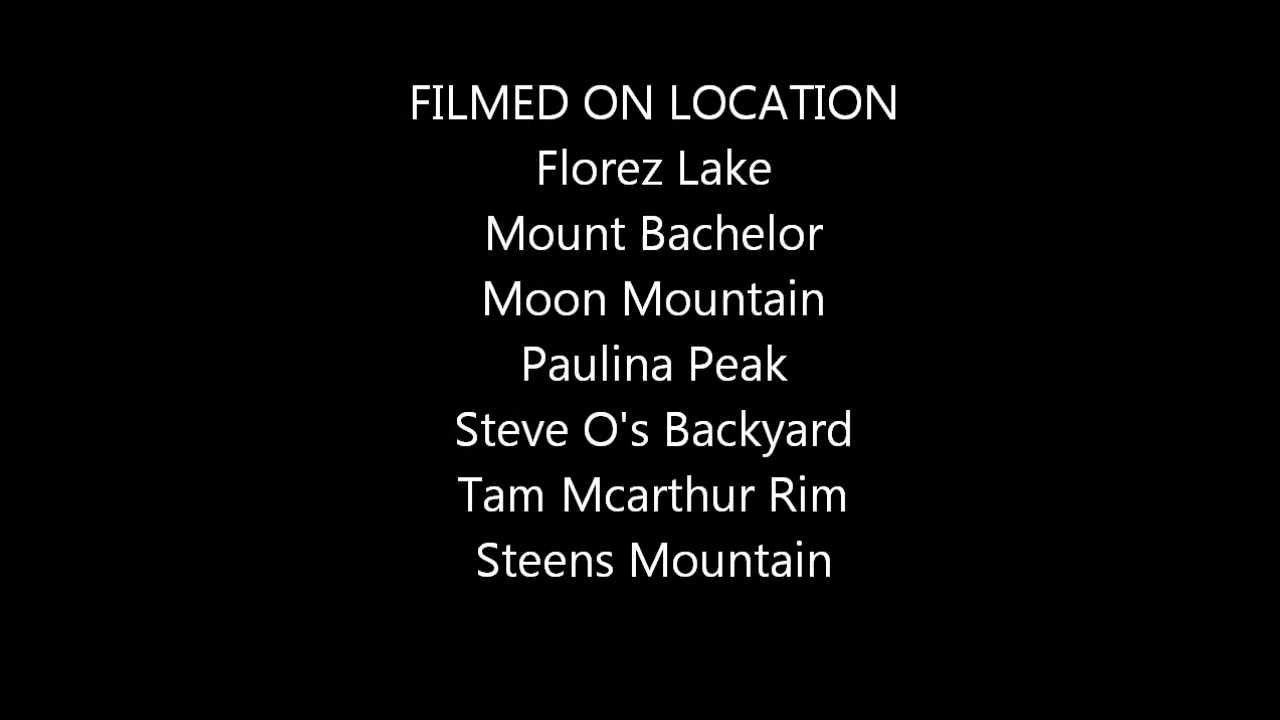 FILMED ON LOCATION
Florez Lake
Mount Bachelor
Moon Mountain
Paulina Peak
Steve O's Backyard
Tam Mcarthur Rim
Steens Mountain